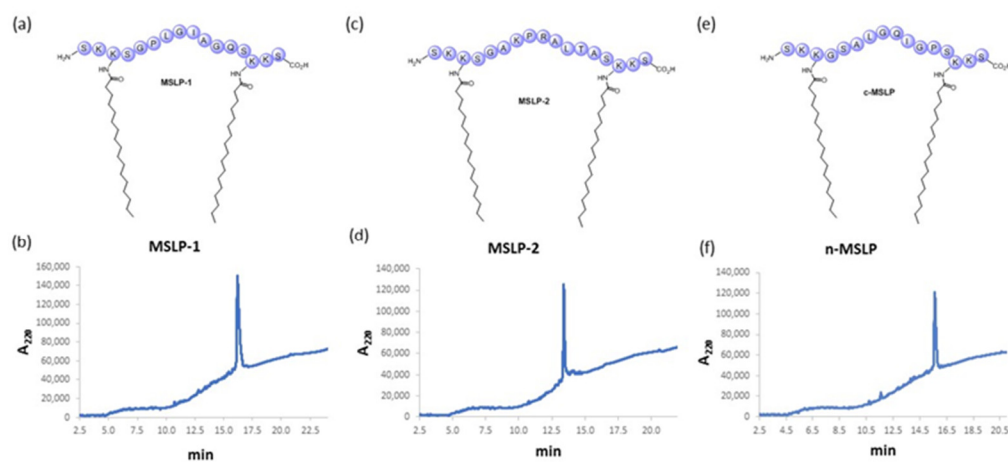 (a)
S K K S G P L G I A G Q S K K S
H₂N
CO₂H
HN
O
HN
O
MSLP-1
(c)
S K K S G A K P R A L T A S K K S
H₂N
CO₂H
HN
O
HN
O
MSLP-2
(e)
S K K G S A L G Q I G P S K K S
H₂N
CO₂H
HN
O
HN
O
c-MSLP
(b)
MSLP-1
160,000
140,000
120,000
100,000
80,000
60,000
40,000
20,000
0
A₂₂₀
2.5 5.0 7.5 10.0 12.5 15.0 17.5 20.0 22.5
min
(d)
MSLP-2
140,000
120,000
100,000
80,000
60,000
40,000
20,000
0
A₂₂₀
2.5 5.0 7.5 10.0 12.5 15.0 17.5 20.0
min
(f)
n-MSLP
140,000
120,000
100,000
80,000
60,000
40,000
20,000
0
A₂₂₀
2.5 4.5 6.5 8.5 10.5 12.5 14.5 16.5 18.5 20.5
min